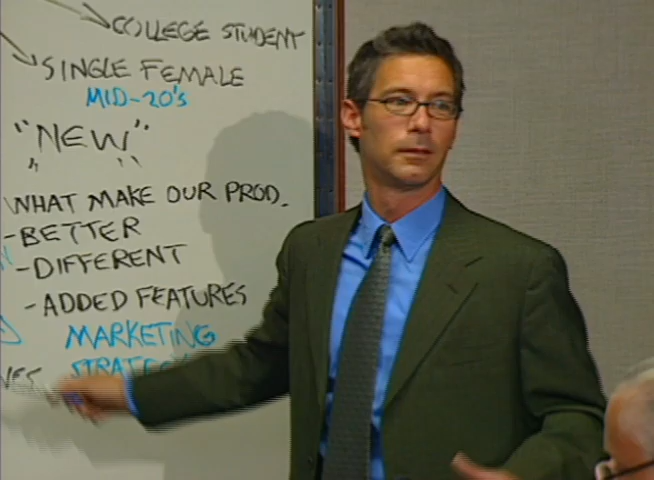 COLLEGE STUDENT
SINGLE FEMALE
MID-20's
"NEW"
WHAT MAKE OUR PROD.
-BETTER
-DIFFERENT
-ADDED FEATURES
MARKETING